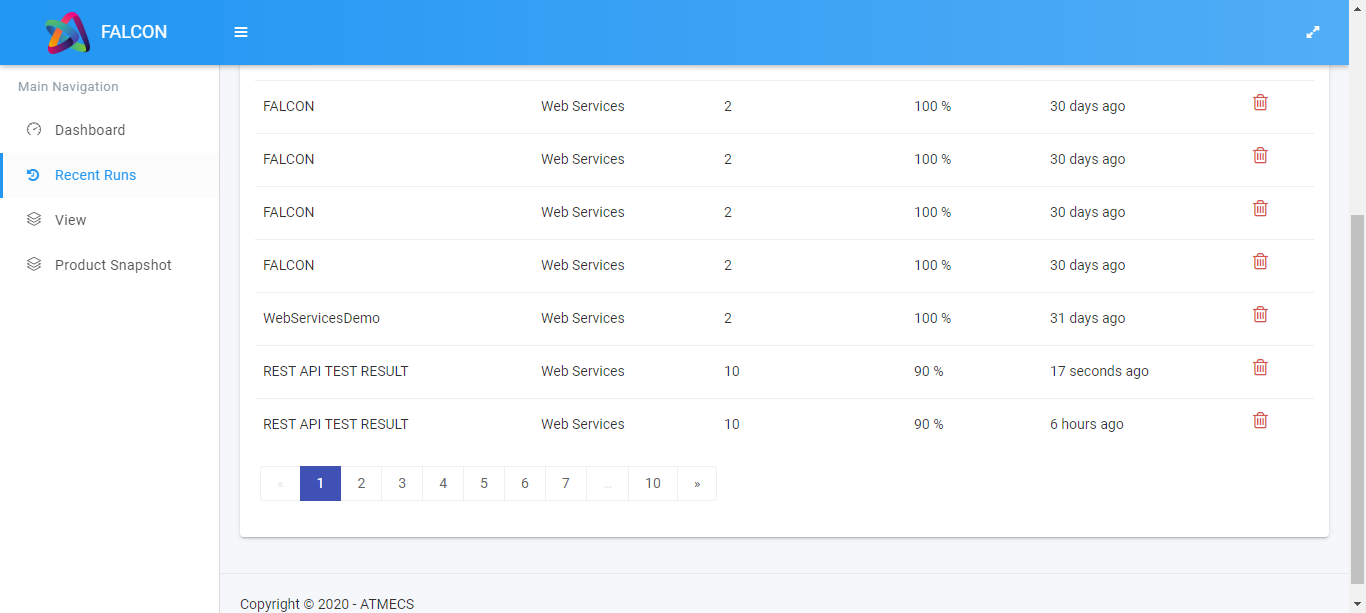 FALCON
Main Navigation
Dashboard
Recent Runs
View
Product Snapshot
FALCON Web Services 2 100 % 30 days ago
FALCON Web Services 2 100 % 30 days ago
FALCON Web Services 2 100 % 30 days ago
FALCON Web Services 2 100 % 30 days ago
WebServicesDemo Web Services 2 100 % 31 days ago
REST API TEST RESULT Web Services 10 90 % 17 seconds ago
REST API TEST RESULT Web Services 10 90 % 6 hours ago
« 1 2 3 4 5 6 7 ... 10 »
Copyright © 2020 - ATMECS